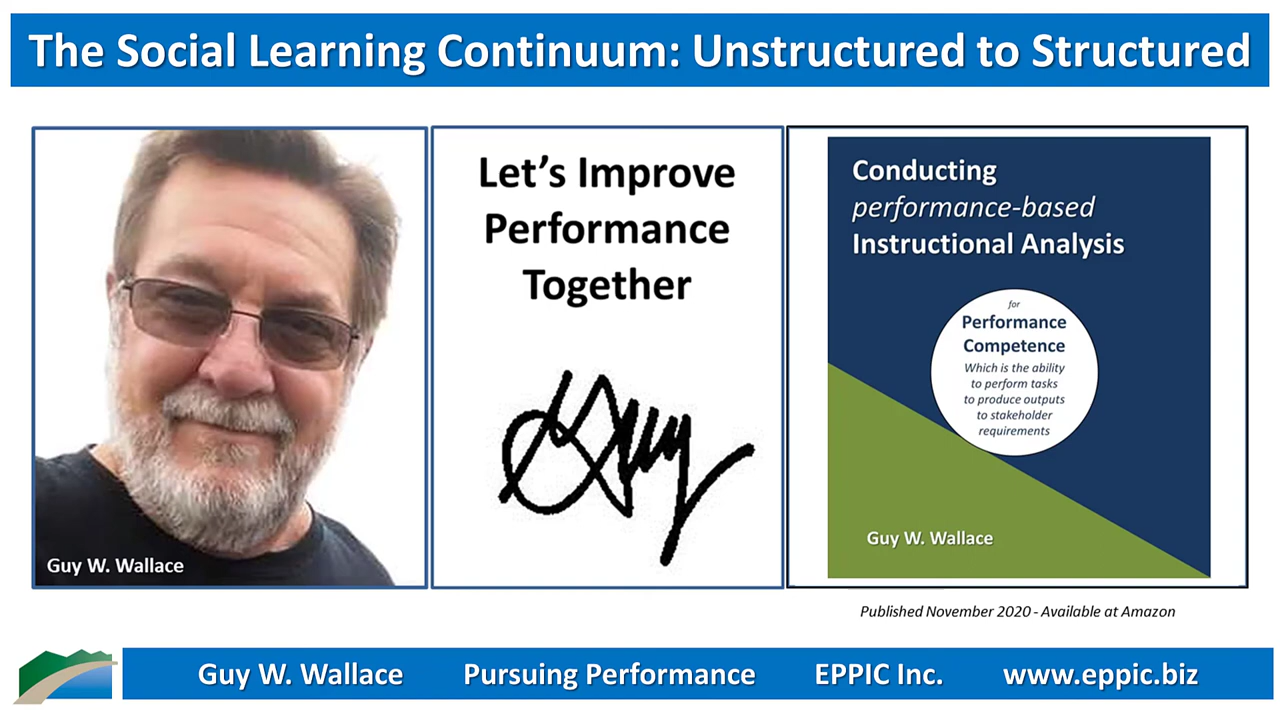 The Social Learning Continuum: Unstructured to Structured
Let's Improve
Performance
Together
Guy
Guy W. Wallace
Conducting
performance-based
Instructional Analysis
for
Performance
Competence
Which is the ability
to perform tasks
to produce outputs
to stakeholder
requirements
Guy W. Wallace
Published November 2020 - Available at Amazon
Guy W. Wallace Pursuing Performance EPPIC Inc. www.eppic.biz